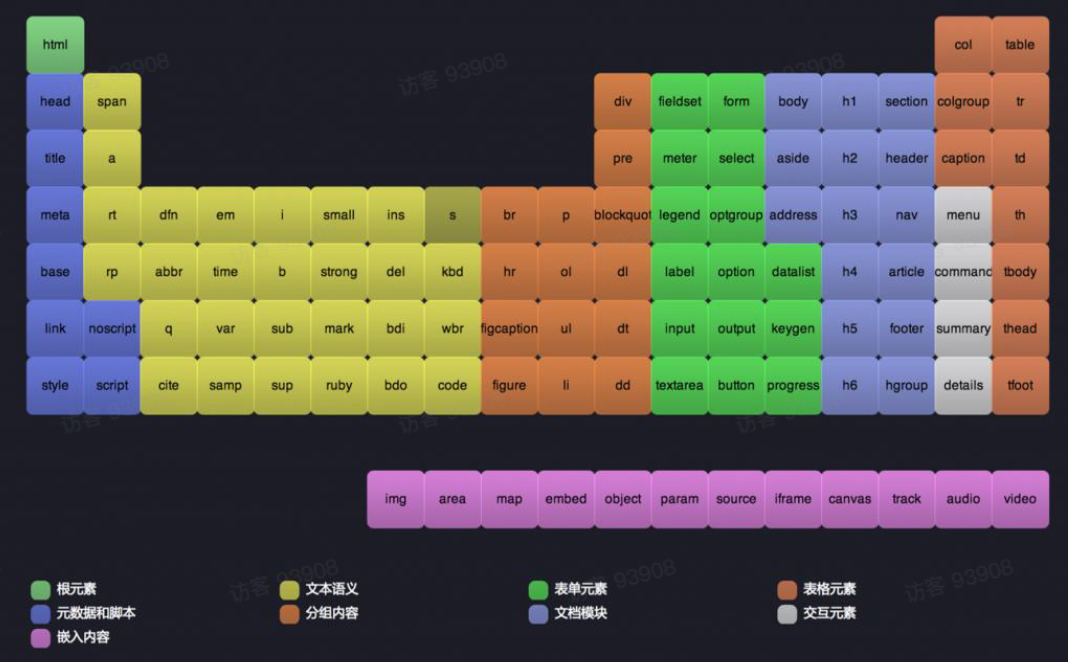 html col table
head span div fieldset form body h1 section colgroup tr
title a pre meter select aside h2 header caption td
meta rt dfn em i small ins s br p blockquot legend optgroup address h3 nav menu th
base rp abbr time b strong del kbd hr ol dl label option datalist h4 article command tbody
link noscript q var sub mark bdi wbr figcaption ul dt input output keygen h5 footer summary thead
style script cite samp sup ruby bdo code figure li dd textarea button progress h6 hgroup details tfoot
img area map embed object param source iframe canvas track audio video
根元素 文本语义 表单元素 表格元素
元数据和脚本 分组内容 文档模块 交互元素
嵌入内容
访客 93908